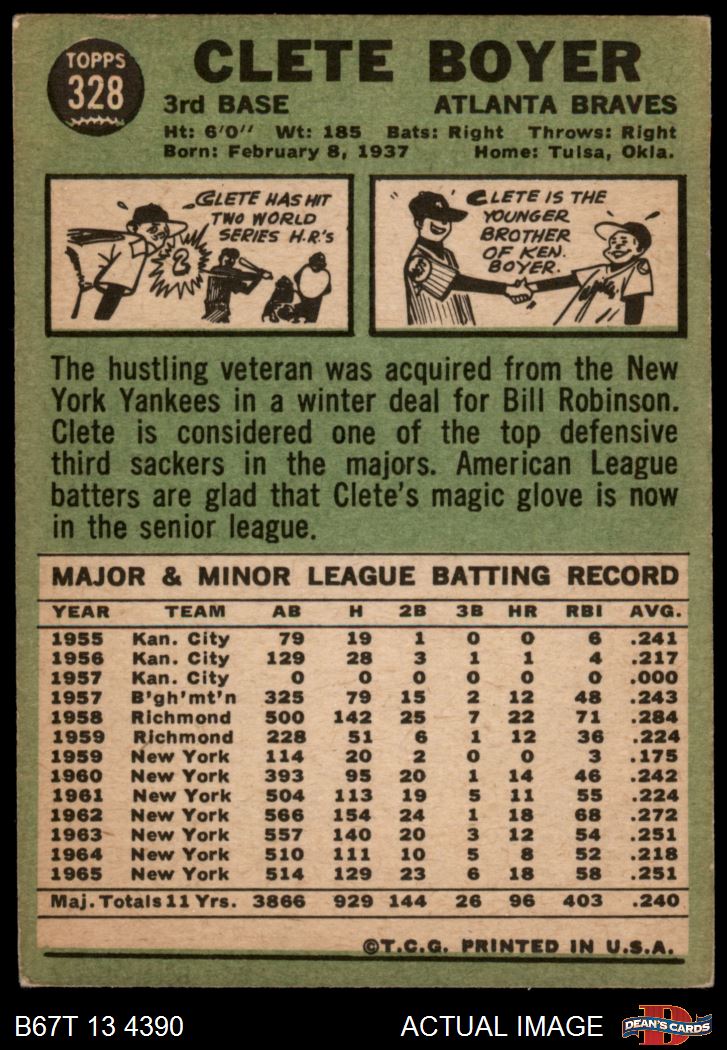 TOPPS
328
CLETE BOYER
3rd BASE ATLANTA BRAVES
Ht: 6'0" Wt: 185 Bats: Right Throws: Right
Born: February 8, 1937 Home: Tulsa, Okla.
CLETE HAS HIT
TWO WORLD
SERIES H.R.'s
2
CLETE IS THE
YOUNGER
BROTHER
OF KEN.
BOYER.
The hustling veteran was acquired from the New
York Yankees in a winter deal for Bill Robinson.
Clete is considered one of the top defensive
third sackers in the majors. American League
batters are glad that Clete's magic glove is now
in the senior league.
MAJOR & MINOR LEAGUE BATTING RECORD
YEAR TEAM AB H 2B 3B HR RBI AVG.
1955 Kan. City 79 19 1 0 0 6 .241
1956 Kan. City 129 28 3 1 1 4 .217
1957 Kan. City 0 0 0 0 0 0 .000
1957 B'gh'mt'n 325 79 15 2 12 48 .243
1958 Richmond 500 142 25 7 22 71 .284
1959 Richmond 228 51 6 1 12 36 .224
1959 New York 114 20 2 0 0 3 .175
1960 New York 393 95 20 1 14 46 .242
1961 New York 504 113 19 5 11 55 .224
1962 New York 566 154 24 1 18 68 .272
1963 New York 557 140 20 3 12 54 .251
1964 New York 510 111 10 5 8 52 .218
1965 New York 514 129 23 6 18 58 .251
Maj. Totals 11 Yrs. 3866 929 144 26 96 403 .240
©T.C.G. PRINTED IN U.S.A.
B67T 13 4390 ACTUAL IMAGE
D
DEAN'S CARDS